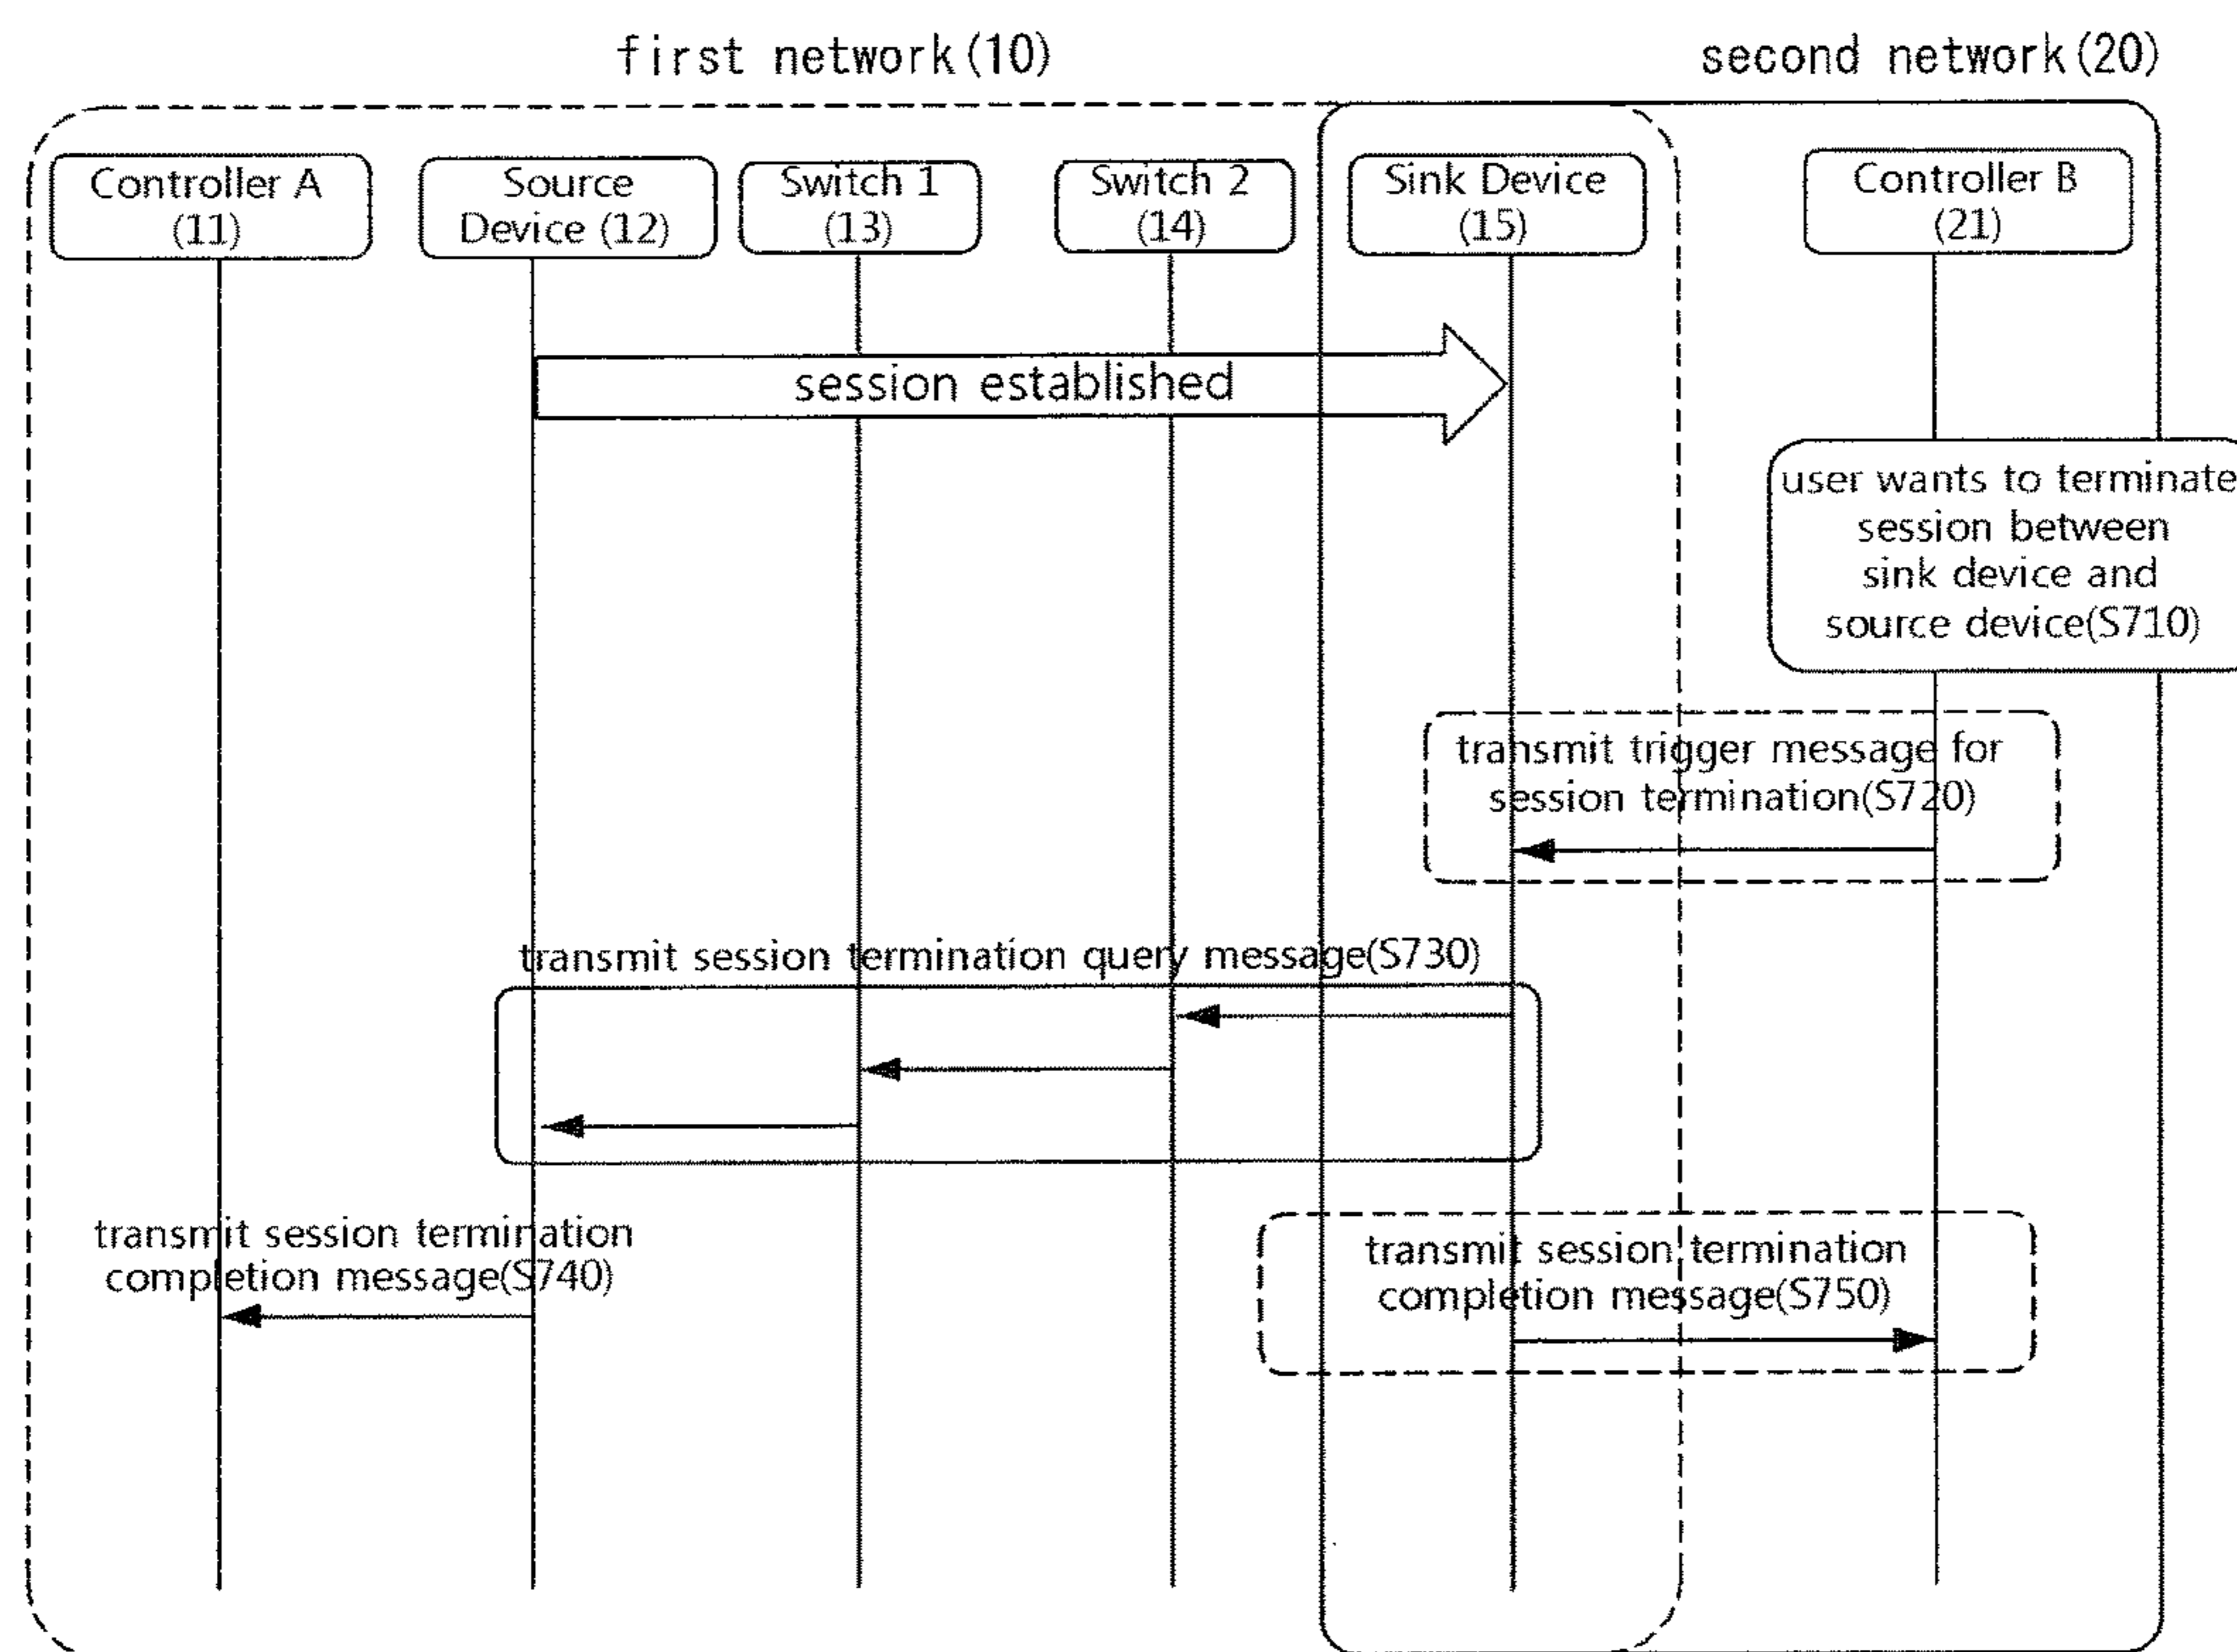 first network(10)
second network(20)
Controller A
(11)
Source
Device (12)
Switch 1
(13)
Switch 2
(14)
Sink Device
(15)
Controller B
(21)
session established
user wants to terminate
session between
sink device and
source device(S710)
transmit trigger message for
session termination(S720)
transmit session termination query message(S730)
transmit session termination
completion message(S740)
transmit session termination
completion message(S750)